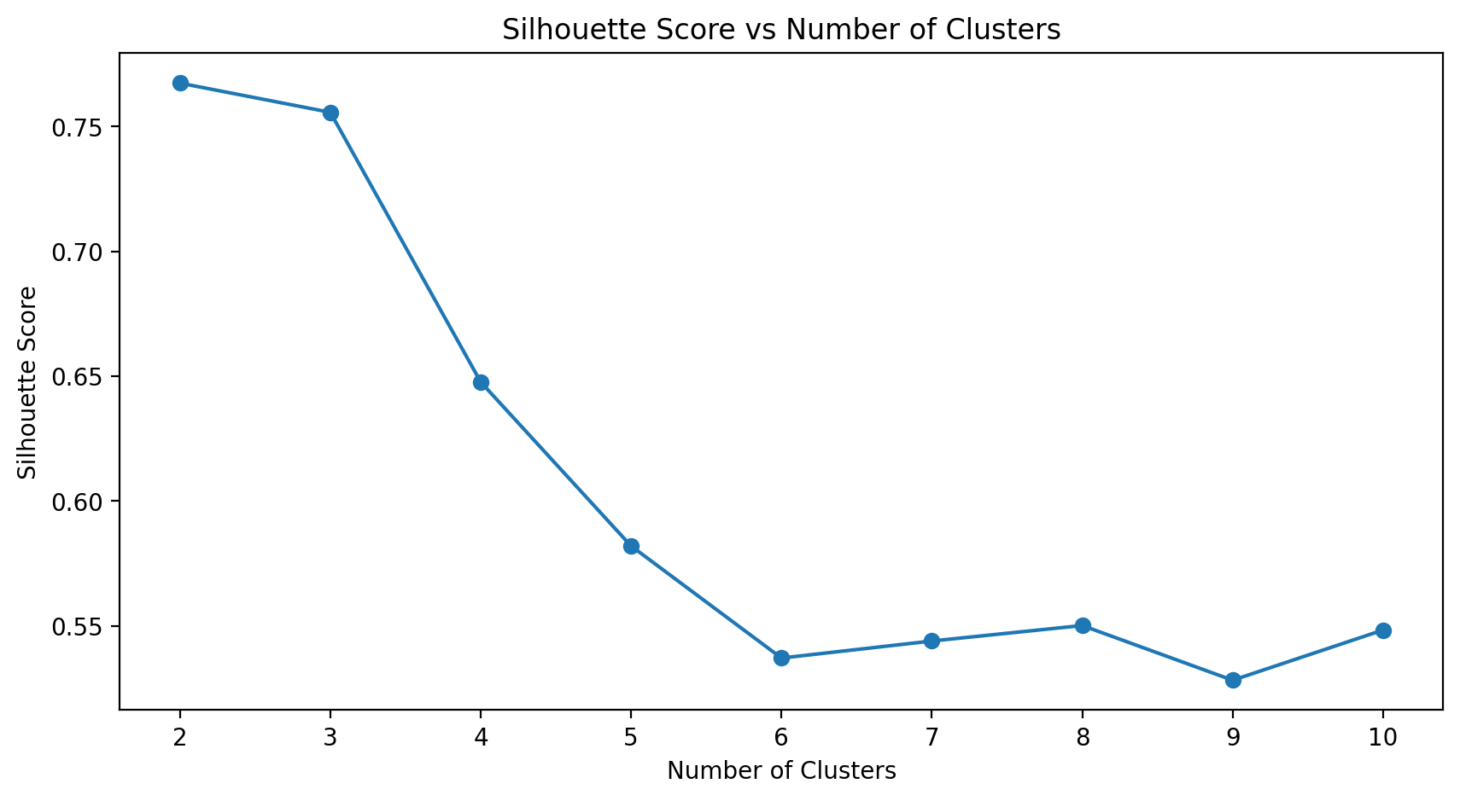 Silhouette Score vs Number of Clusters
Silhouette Score
0.75
0.70
0.65
0.60
0.55
2 3 4 5 6 7 8 9 10
Number of Clusters